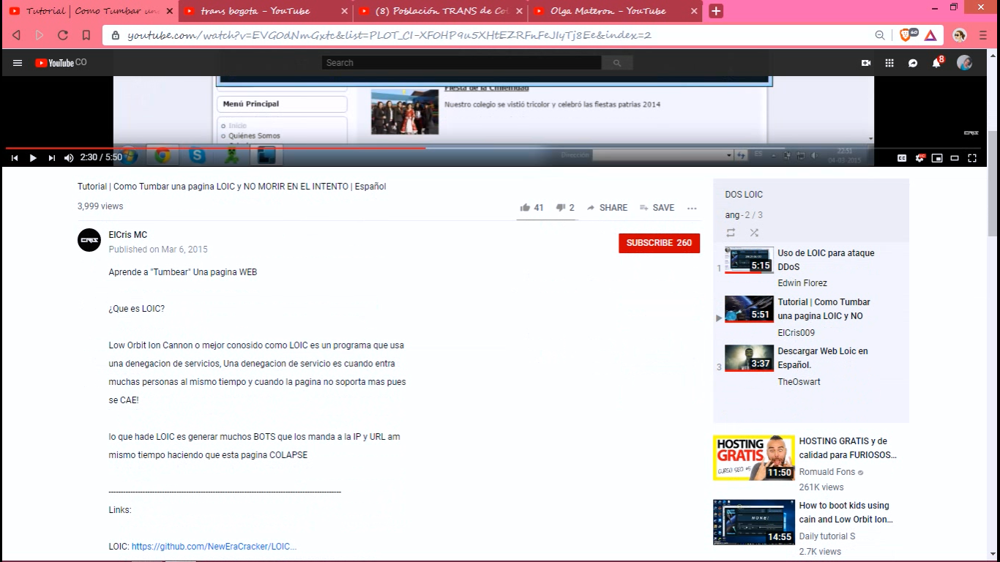 Tutorial | Como Tumbar una
trans bogota - YouTube
(8) Población TRANS de Col
Olga Materon - YouTube
youtube.com/watch?v=EVGOdNmGxtc&list=PLOT_CI-XFOHP9u5XHtEZRFnFeJIyTj8Ee&index=2
60
YouTube CO
Search
8
Fiesta de la Chilenidad
Menú Principal
Nuestro colegio se vistió tricolor y celebró las fiestas patrias 2014
Inicio
Quiénes Somos
CRIS
2:30 / 5:50
Dirección
ES
22:51
04-03-2015
CC
HD
Tutorial | Como Tumbar una pagina LOIC y NO MORIR EN EL INTENTO | Español
3,999 views
41
2
SHARE
SAVE
...
CRIS
ElCris MC
Published on Mar 6, 2015
SUBSCRIBE 260
Aprende a "Tumbear" Una pagina WEB
¿Que es LOIC?
Low Orbit Ion Cannon o mejor conosido como LOIC es un programa que usa
una denegacion de servicios, Una denegacion de servicio es cuando entra
muchas personas al mismo tiempo y cuando la pagina no soporta mas pues
se CAE!
lo que hade LOIC es generar muchos BOTS que los manda a la IP y URL am
mismo tiempo haciendo que esta pagina COLAPSE
--------------------------------------------------------------------------------
Links:
LOIC: https://github.com/NewEraCracker/LOIC...
DOS LOIC
ang - 2 / 3
1
5:15
Uso de LOIC para ataque
DDoS
Edwin Florez
5:51
Tutorial | Como Tumbar
una pagina LOIC y NO
ElCris009
3
3:37
Descargar Web Loic en
Español.
TheOswart
HOSTING
GRATIS
CURSO SEO #5
11:50
HOSTING GRATIS y de
calidad para FURIOSOS...
Romuald Fons
261K views
NONE!
14:55
How to boot kids using
cain and Low Orbit Ion...
Daily tutorial S
2.7K views